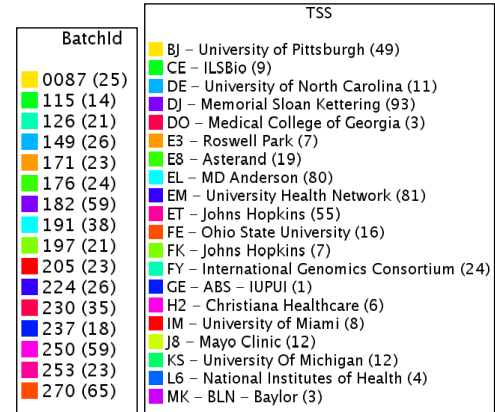 BatchId
0087 (25)
115 (14)
126 (21)
149 (26)
171 (23)
176 (24)
182 (59)
191 (38)
197 (21)
205 (23)
224 (26)
230 (35)
237 (18)
250 (59)
253 (23)
270 (65)
TSS
BJ – University of Pittsburgh (49)
CE – ILSBio (9)
DE – University of North Carolina (11)
DJ – Memorial Sloan Kettering (93)
DO – Medical College of Georgia (3)
E3 – Roswell Park (7)
E8 – Asterand (19)
EL – MD Anderson (80)
EM – University Health Network (81)
ET – Johns Hopkins (55)
FE – Ohio State University (16)
FK – Johns Hopkins (7)
FY – International Genomics Consortium (24)
GE – ABS – IUPUI (1)
H2 – Christiana Healthcare (6)
IM – University of Miami (8)
J8 – Mayo Clinic (12)
KS – University Of Michigan (12)
L6 – National Institutes of Health (4)
MK – BLN – Baylor (3)